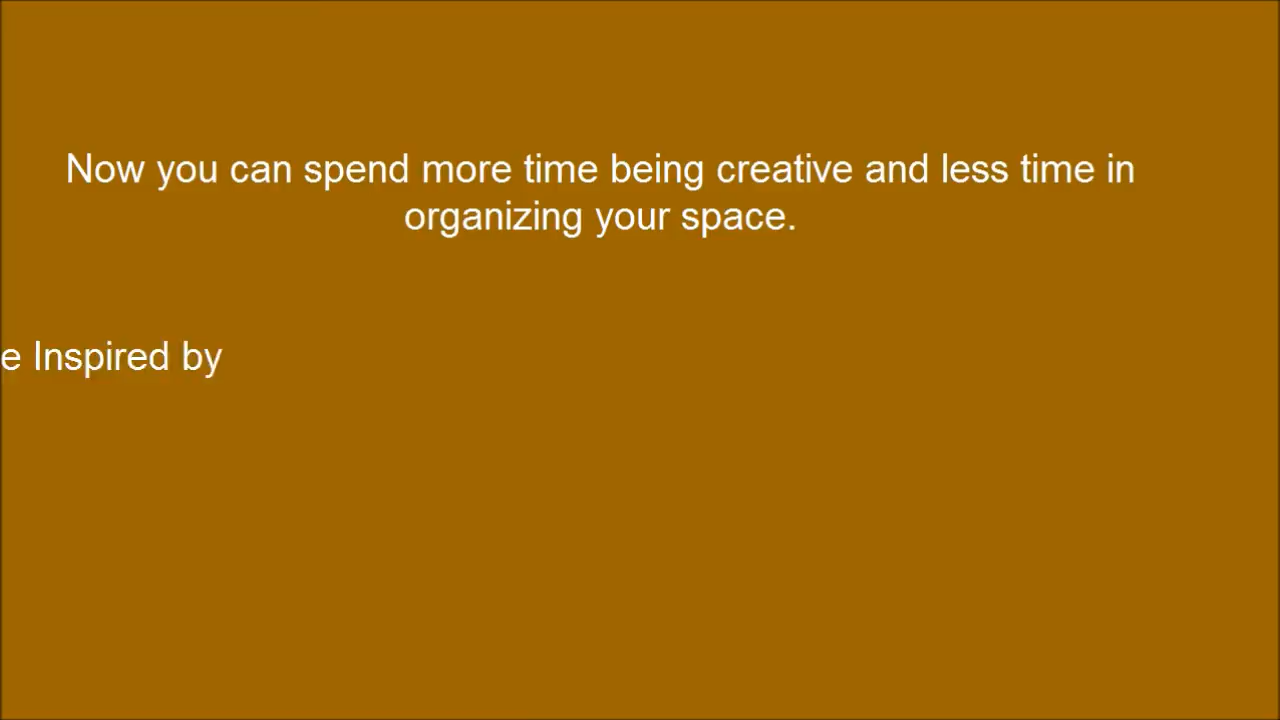 Now you can spend more time being creative and less time in
organizing your space.
e Inspired by